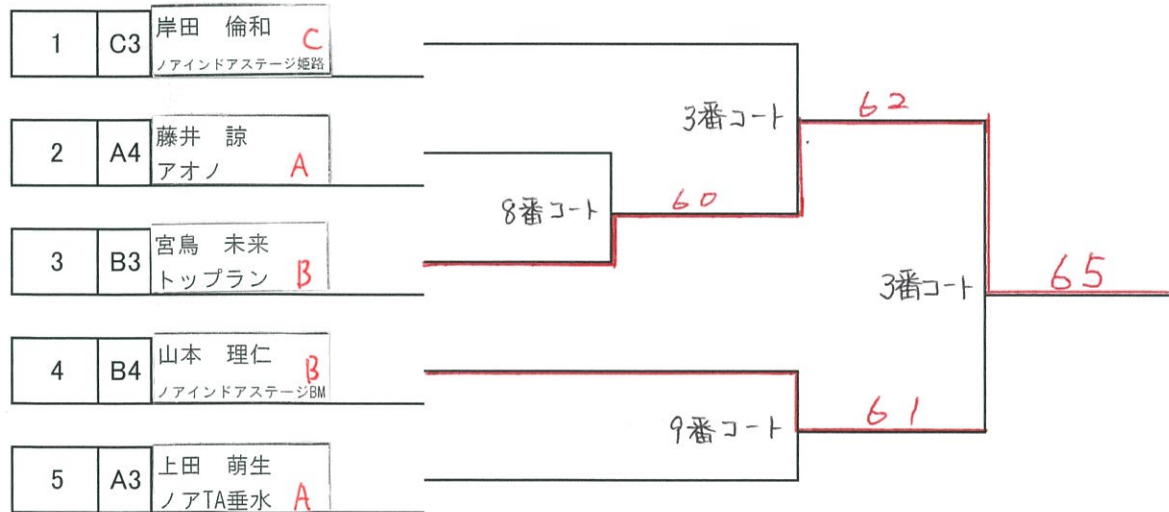 1 C3 岸田 倫和 C
ノアインドアステージ姫路
3番コート 62
2 A4 藤井 諒
アオノ A
8番コート 60
3 B3 宮鳥 未来
トップラン B
3番コート 65
4 B4 山本 理仁 B
ノアインドアステージBM
9番コート 61
5 A3 上田 萌生
ノアTA垂水 A